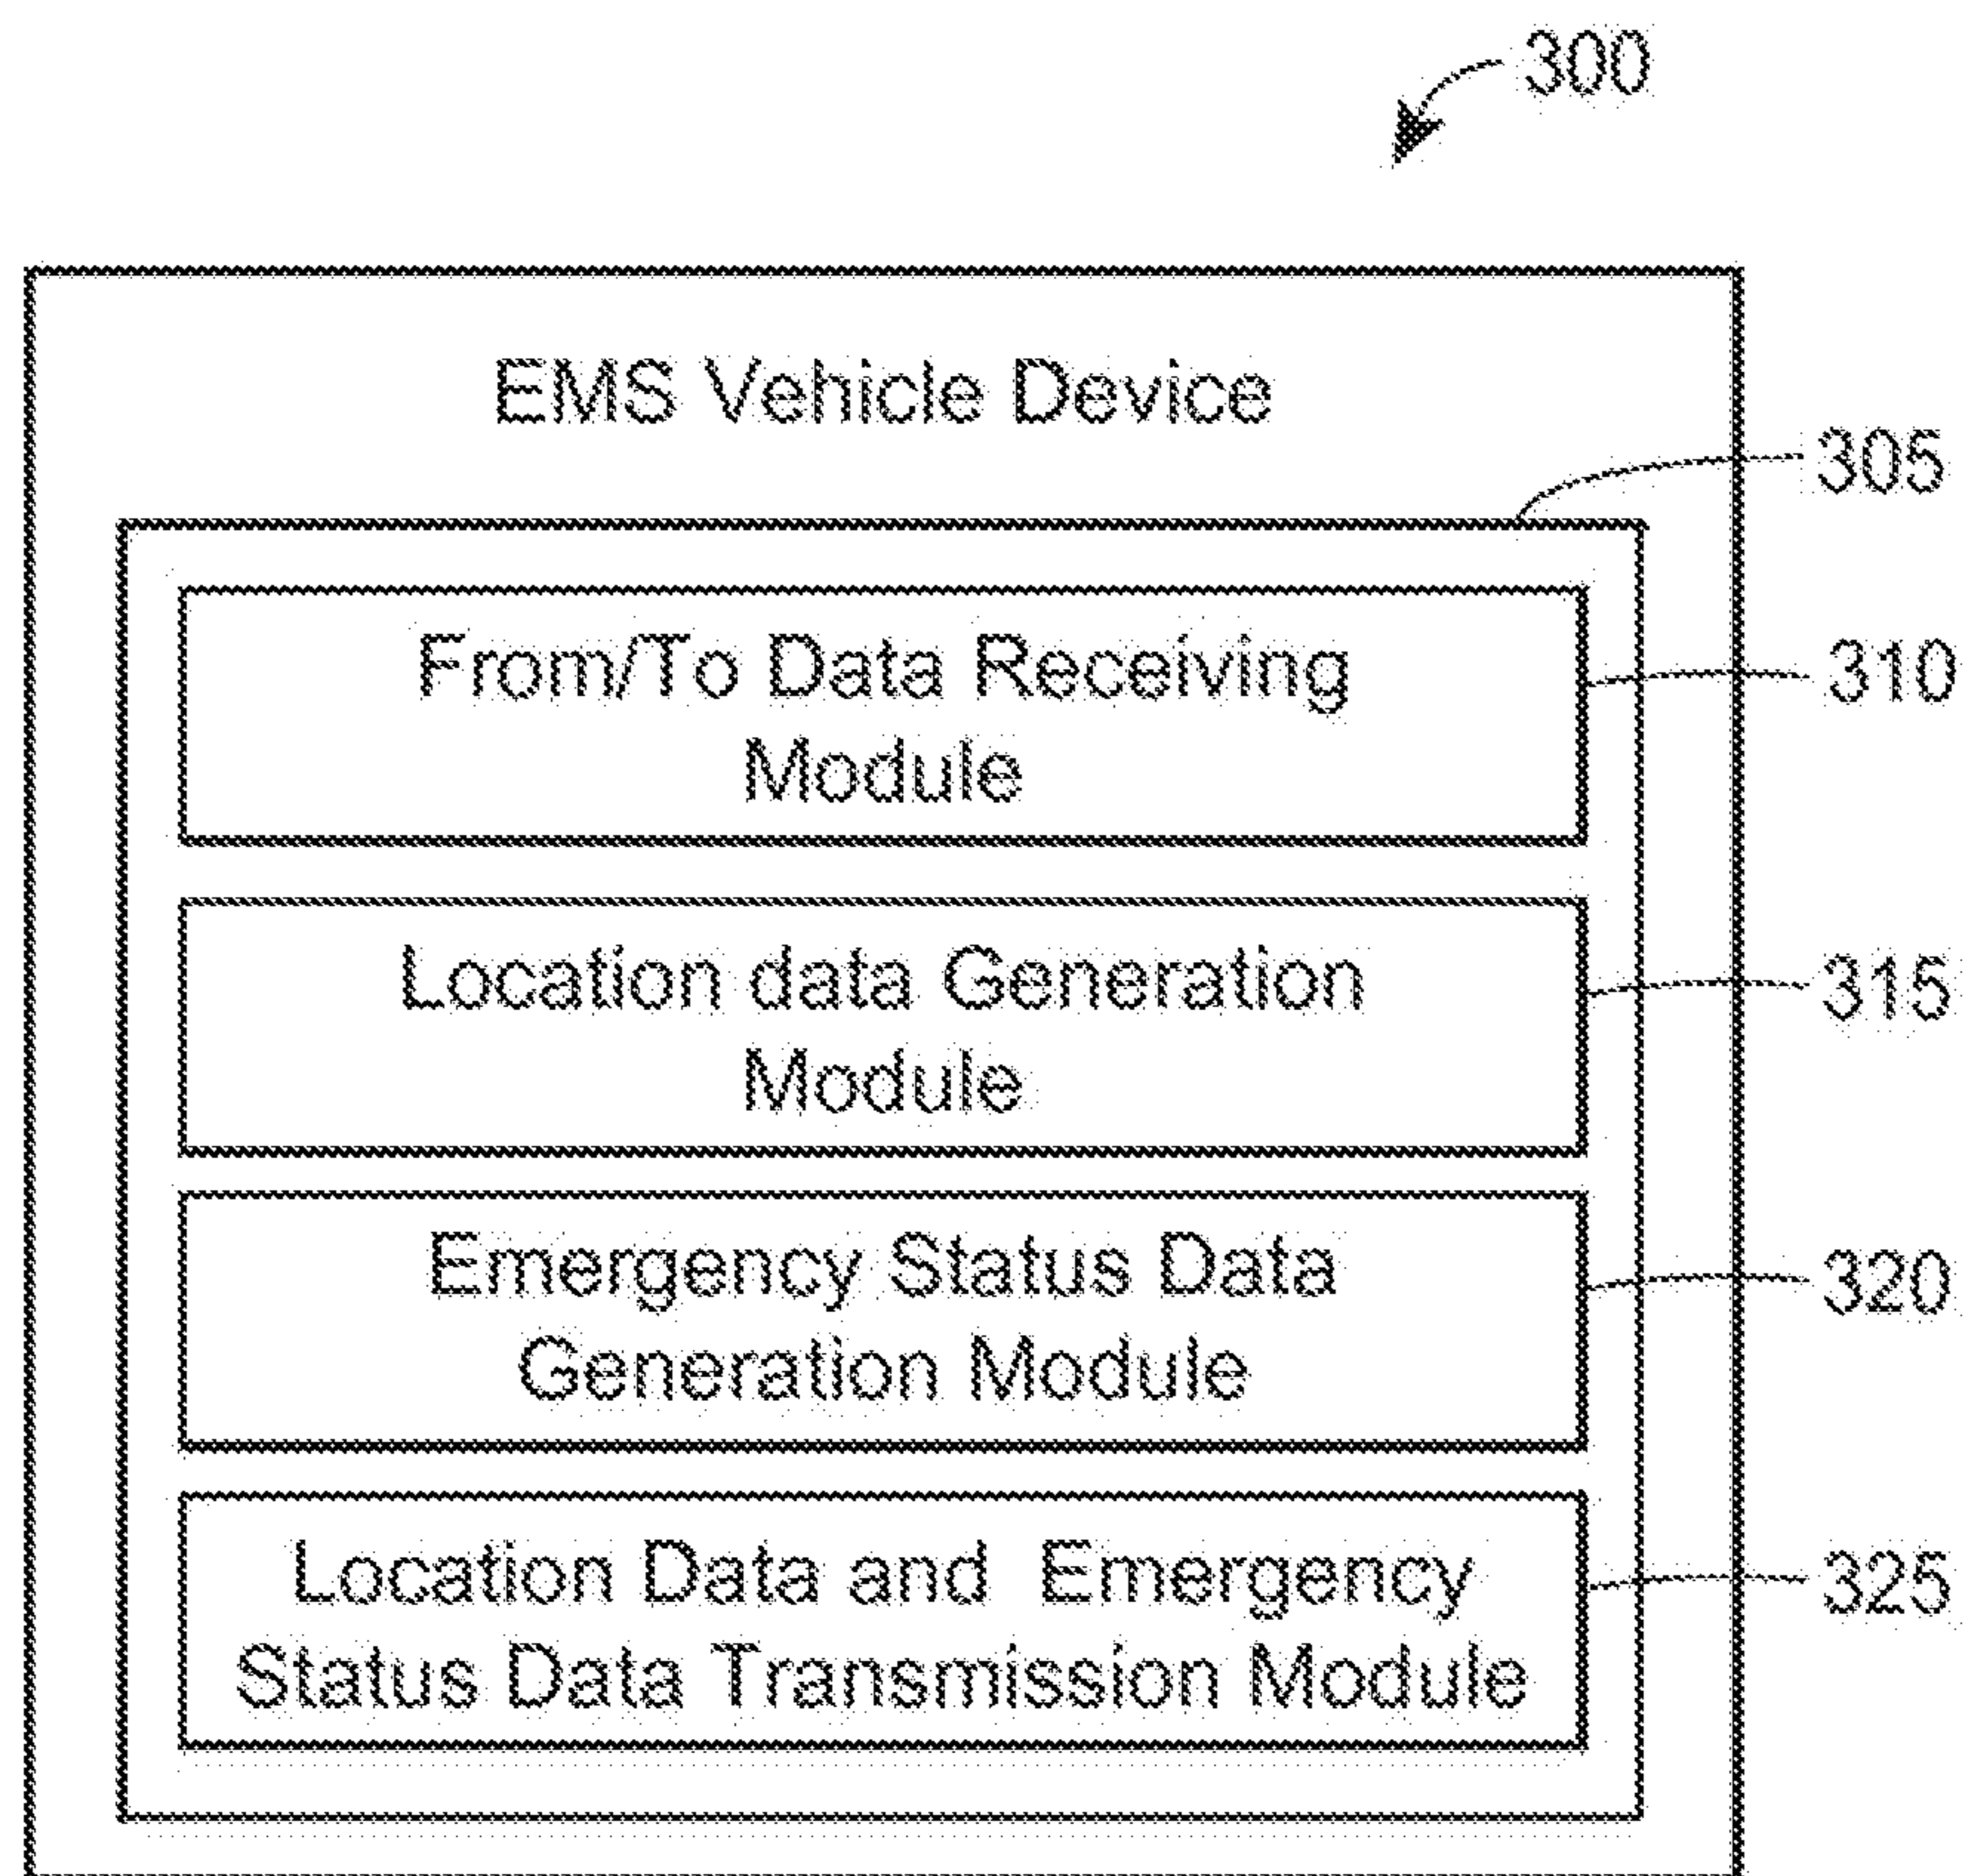 300
EMS Vehicle Device
305
From/To Data Receiving
Module
310
Location data Generation
Module
315
Emergency Status Data
Generation Module
320
Location Data and Emergency
Status Data Transmission Module
325